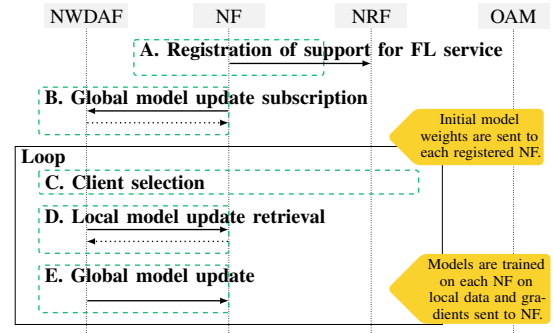 NWDAF NF NRF OAM
A. Registration of support for FL service
B. Global model update subscription
Initial model
weights are sent to
each registered NF.
Loop
C. Client selection
D. Local model update retrieval
E. Global model update
Models are trained
on each NF on
local data and gra-
dients sent to NF.